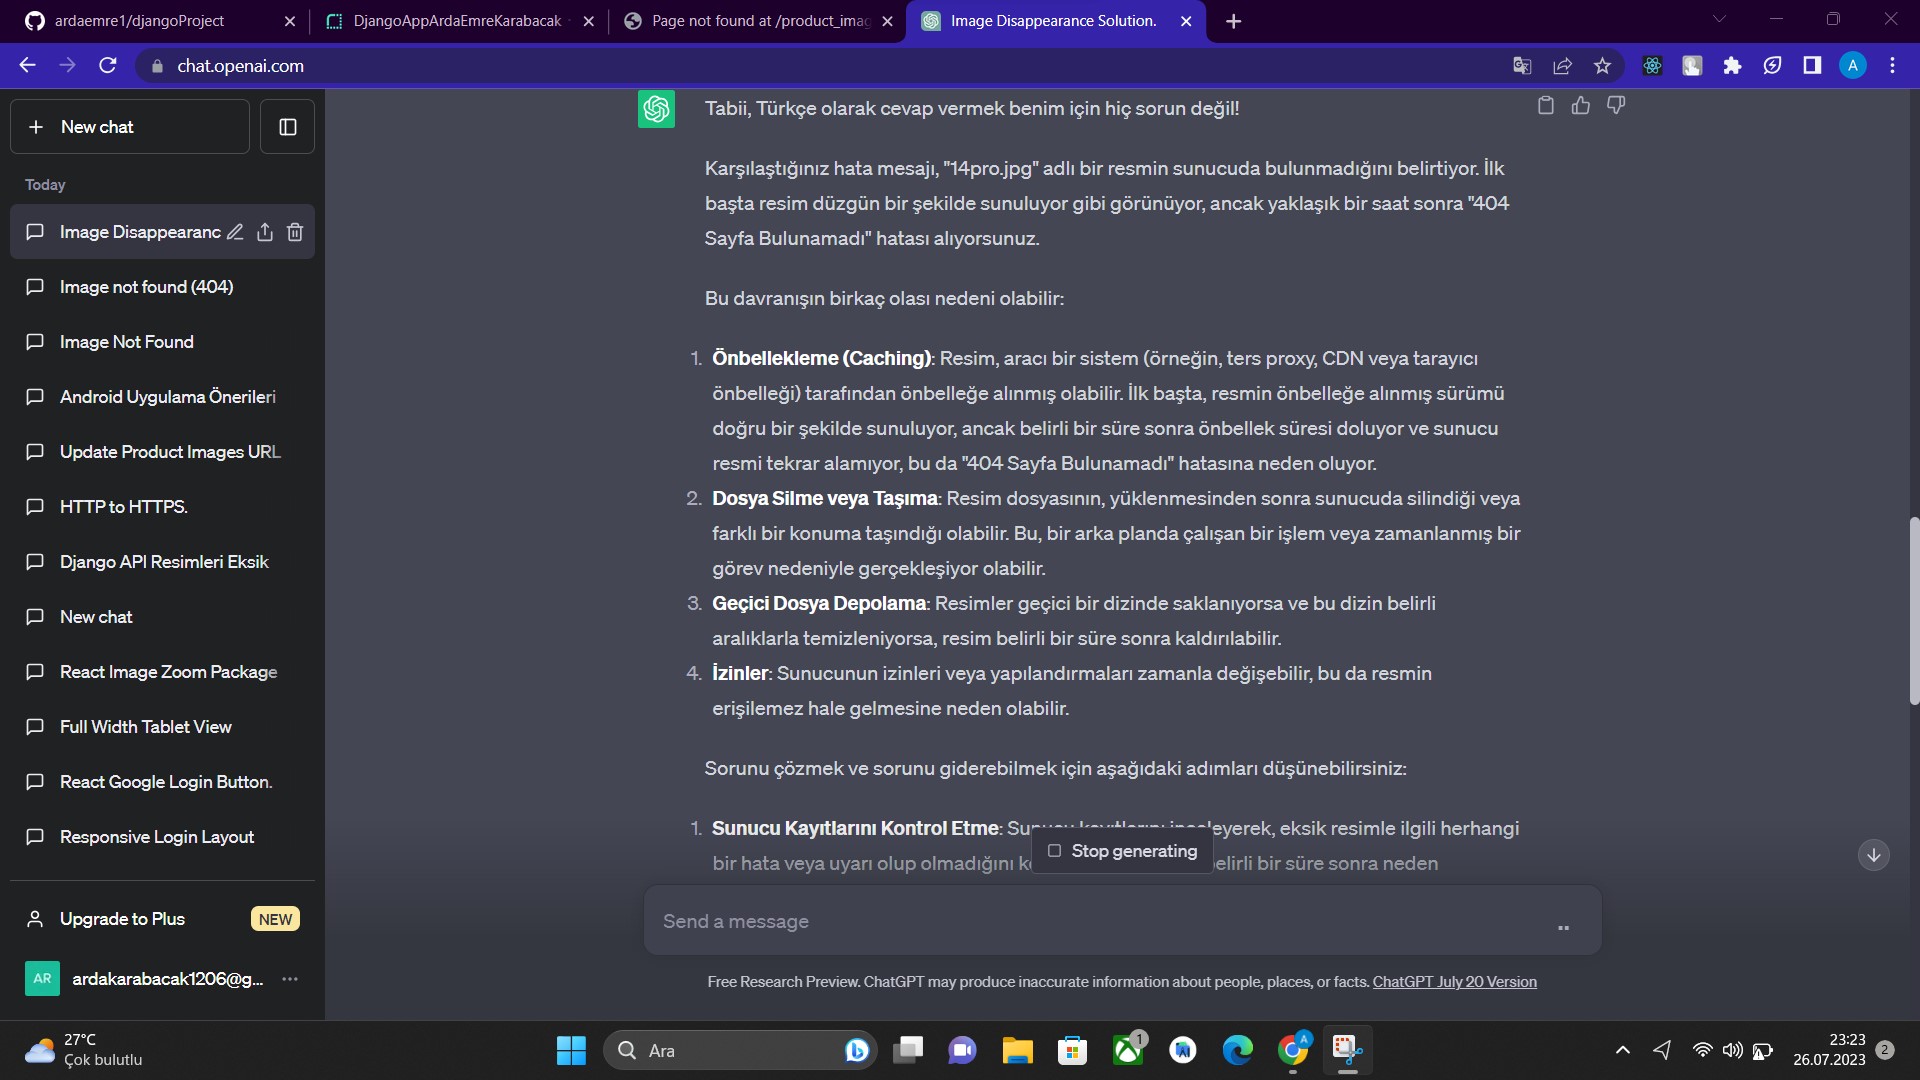 ardaemre1/djangoProject
DjangoAppArdaEmreKarabacak
Page not found at /product_imag
Image Disappearance Solution.
chat.openai.com
A
New chat
Today
Image Disappearanc
Image not found (404)
Image Not Found
Android Uygulama Önerileri
Update Product Images URL
HTTP to HTTPS.
Django API Resimleri Eksik
New chat
React Image Zoom Package
Full Width Tablet View
React Google Login Button.
Responsive Login Layout
Upgrade to Plus
NEW
AR
ardakarabacak1206@g...
Tabii, Türkçe olarak cevap vermek benim için hiç sorun değil!
Karşılaştığınız hata mesajı, "14pro.jpg" adlı bir resmin sunucuda bulunmadığını belirtiyor. İlk
başta resim düzgün bir şekilde sunuluyor gibi görünüyor, ancak yaklaşık bir saat sonra "404
Sayfa Bulunamadı" hatası alıyorsunuz.
Bu davranışın birkaç olası nedeni olabilir:
1. Önbellekleme (Caching): Resim, aracı bir sistem (örneğin, ters proxy, CDN veya tarayıcı
önbelleği) tarafından önbelleğe alınmış olabilir. İlk başta, resmin önbelleğe alınmış sürümü
doğru bir şekilde sunuluyor, ancak belirli bir süre sonra önbellek süresi doluyor ve sunucu
resmi tekrar alamıyor, bu da "404 Sayfa Bulunamadı" hatasına neden oluyor.
2. Dosya Silme veya Taşıma: Resim dosyasının, yüklenmesinden sonra sunucuda silindiği veya
farklı bir konuma taşındığı olabilir. Bu, bir arka planda çalışan bir işlem veya zamanlanmış bir
görev nedeniyle gerçekleşiyor olabilir.
3. Geçici Dosya Depolama: Resimler geçici bir dizinde saklanıyorsa ve bu dizin belirli
aralıklarla temizleniyorsa, resim belirli bir süre sonra kaldırılabilir.
4. İzinler: Sunucunun izinleri veya yapılandırmaları zamanla değişebilir, bu da resmin
erişilemez hale gelmesine neden olabilir.
Sorunu çözmek ve sorunu giderebilmek için aşağıdaki adımları düşünebilirsiniz:
1. Sunucu Kayıtlarını Kontrol Etme: Sunucu kayıtlarını inceleyerek, eksik resimle ilgili herhangi
bir hata veya uyarı olup olmadığını k elirli bir süre sonra neden
Stop generating
Send a message
Free Research Preview. ChatGPT may produce inaccurate information about people, places, or facts. ChatGPT July 20 Version
27°C
Çok bulutlu
Ara
1
A
23:23
26.07.2023
2